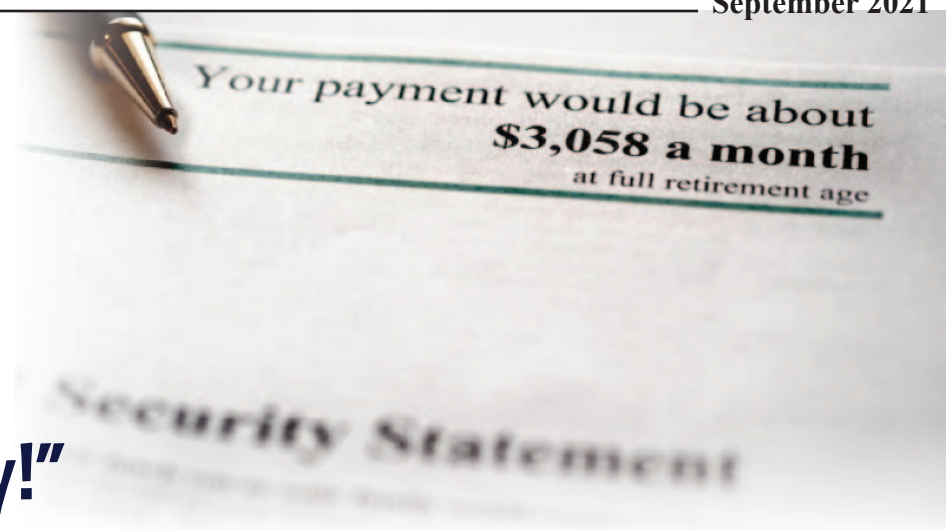 September 2021
Your payment would be about
$3,058 a month
at full retirement age
Security Statement
y!”